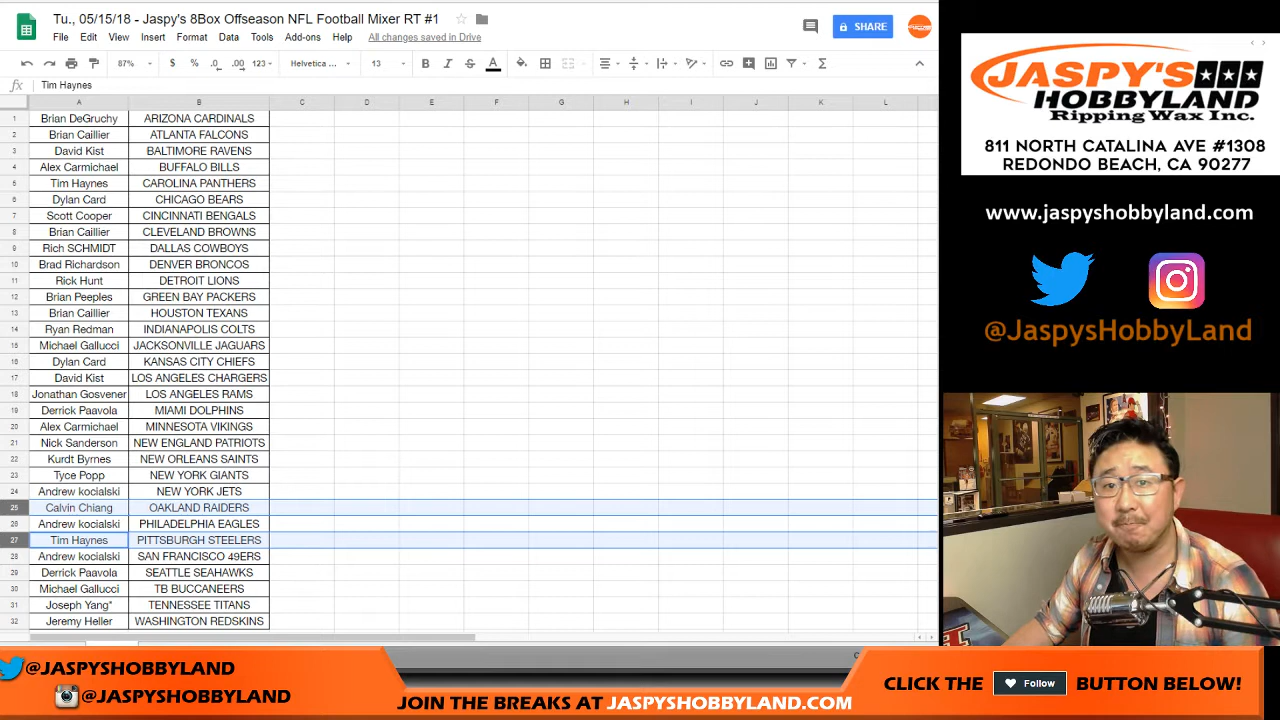 Tu., 05/15/18 - Jaspy's 8Box Offseason NFL Football Mixer RT #1
File Edit View Insert Format Data Tools Add-ons Help All changes saved in Drive
SHARE
87% $ % .0 .00 123 Helvetica ... 13 B I S A
fx Tim Haynes
A B C D E F G H I J K L
1 Brian DeGruchy ARIZONA CARDINALS
2 Brian Caillier ATLANTA FALCONS
3 David Kist BALTIMORE RAVENS
4 Alex Carmichael BUFFALO BILLS
5 Tim Haynes CAROLINA PANTHERS
6 Dylan Card CHICAGO BEARS
7 Scott Cooper CINCINNATI BENGALS
8 Brian Caillier CLEVELAND BROWNS
9 Rich SCHMIDT DALLAS COWBOYS
10 Brad Richardson DENVER BRONCOS
11 Rick Hunt DETROIT LIONS
12 Brian Peeples GREEN BAY PACKERS
13 Brian Caillier HOUSTON TEXANS
14 Ryan Redman INDIANAPOLIS COLTS
15 Michael Gallucci JACKSONVILLE JAGUARS
16 Dylan Card KANSAS CITY CHIEFS
17 David Kist LOS ANGELES CHARGERS
18 Jonathan Gosvener LOS ANGELES RAMS
19 Derrick Paavola MIAMI DOLPHINS
20 Alex Carmichael MINNESOTA VIKINGS
21 Nick Sanderson NEW ENGLAND PATRIOTS
22 Kurdt Byrnes NEW ORLEANS SAINTS
23 Tyce Popp NEW YORK GIANTS
24 Andrew kocialski NEW YORK JETS
25 Calvin Chiang OAKLAND RAIDERS
26 Andrew kocialski PHILADELPHIA EAGLES
27 Tim Haynes PITTSBURGH STEELERS
28 Andrew kocialski SAN FRANCISCO 49ERS
29 Derrick Paavola SEATTLE SEAHAWKS
30 Michael Gallucci TB BUCCANEERS
31 Joseph Yang* TENNESSEE TITANS
32 Jeremy Heller WASHINGTON REDSKINS
JASPY'S
HOBBYLAND
Ripping Wax Inc.
811 NORTH CATALINA AVE #1308
REDONDO BEACH, CA 90277
www.jaspyshobbyland.com
@JaspysHobbyLand
@JASPYSHOBBYLAND
@JASPYSHOBBYLAND
JOIN THE BREAKS AT JASPYSHOBBYLAND.COM
CLICK THE Follow BUTTON BELOW!